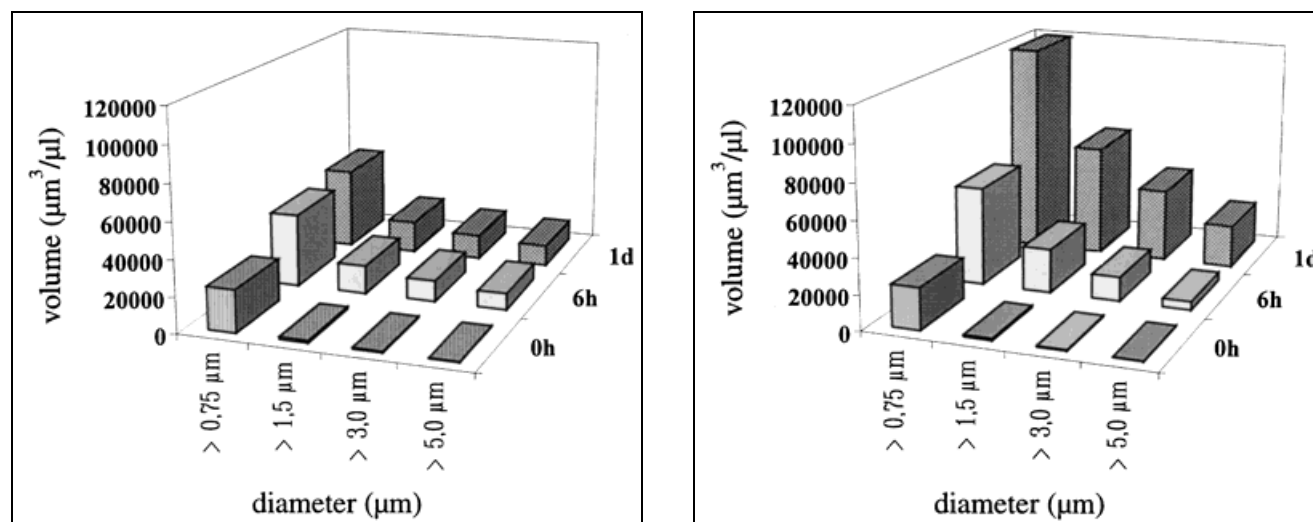 120000
100000
80000
60000
40000
20000
0
volume (µm³/µl)
1d
6h
0h
> 0,75 µm
> 1,5 µm
> 3,0 µm
> 5,0 µm
diameter (µm)
120000
100000
80000
60000
40000
20000
0
volume (µm³/µl)
1d
6h
0h
> 0,75 µm
> 1,5 µm
> 3,0 µm
> 5,0 µm
diameter (µm)